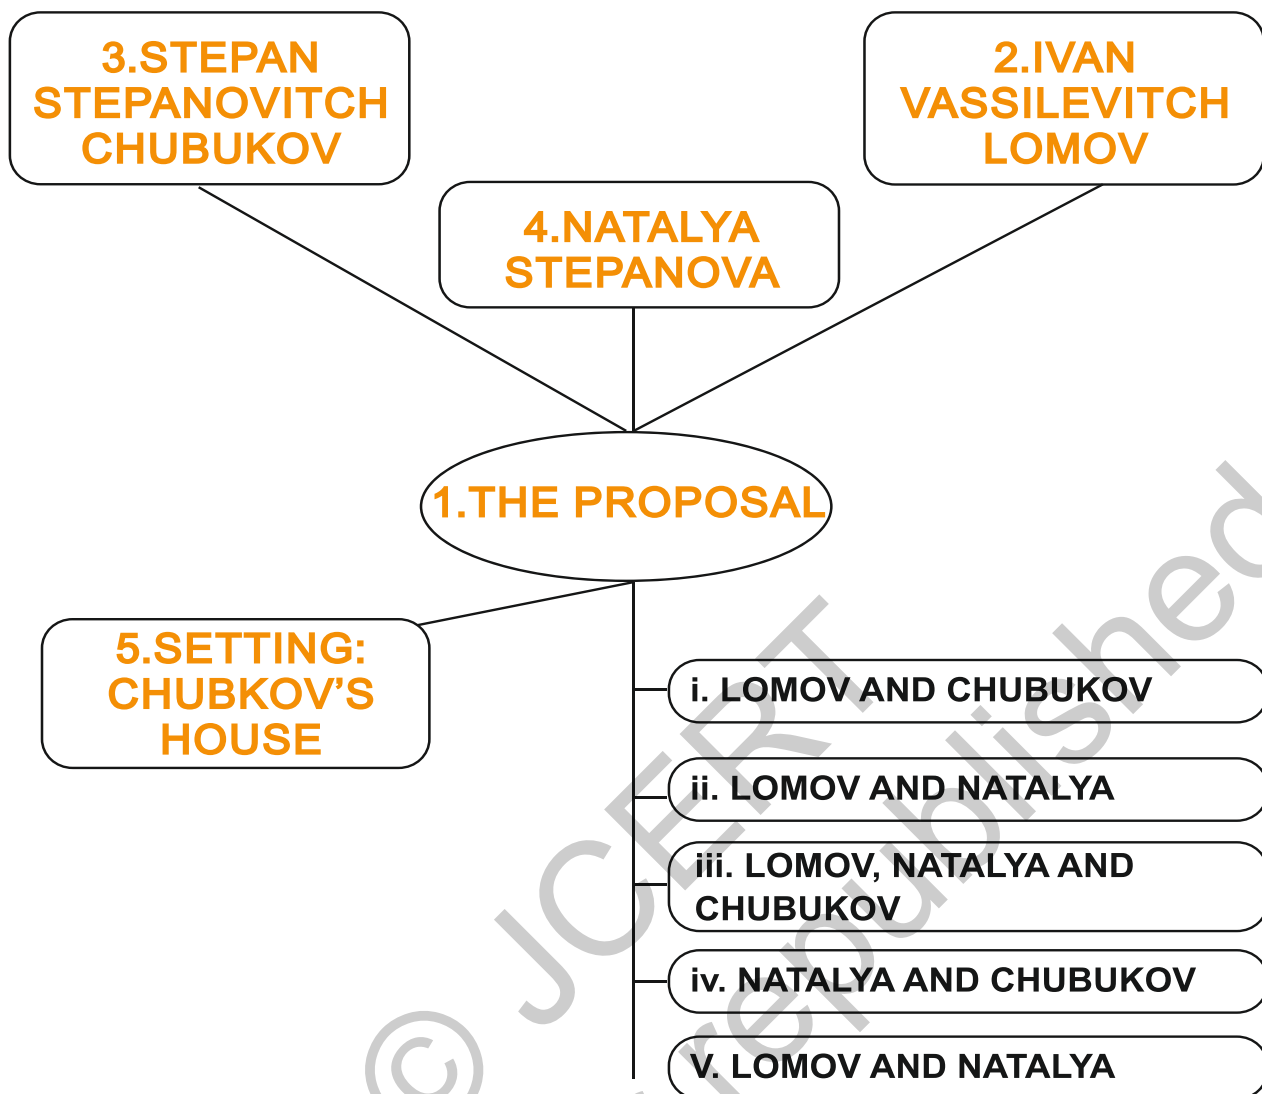 3.STEPAN
STEPANOVITCH
CHUBUKOV
2.IVAN
VASSILEVITCH
LOMOV
4.NATALYA
STEPANOVA
1.THE PROPOSAL
5.SETTING:
CHUBKOV'S
HOUSE
i. LOMOV AND CHUBUKOV
ii. LOMOV AND NATALYA
iii. LOMOV, NATALYA AND
CHUBUKOV
iv. NATALYA AND CHUBUKOV
V. LOMOV AND NATALYA
© JCERT
republished